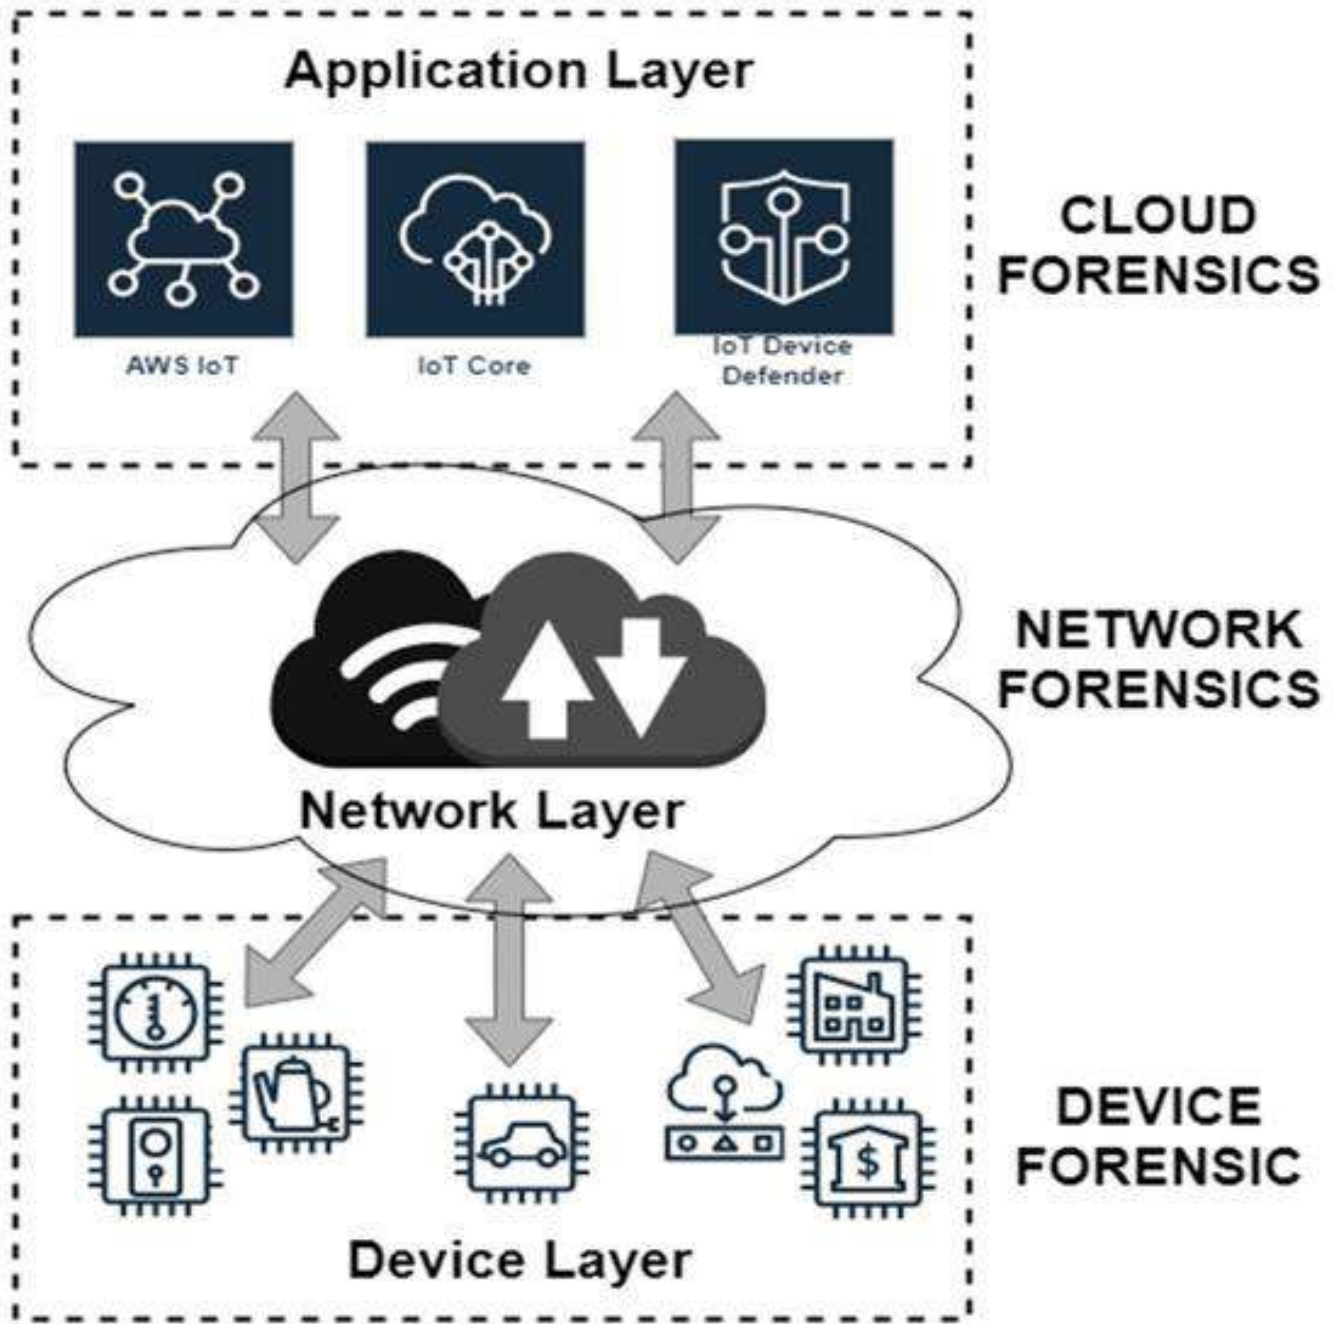 Application Layer
AWS IoT
IoT Core
IoT Device
Defender
CLOUD
FORENSICS
NETWORK
FORENSICS
Network Layer
$
DEVICE
FORENSIC
Device Layer